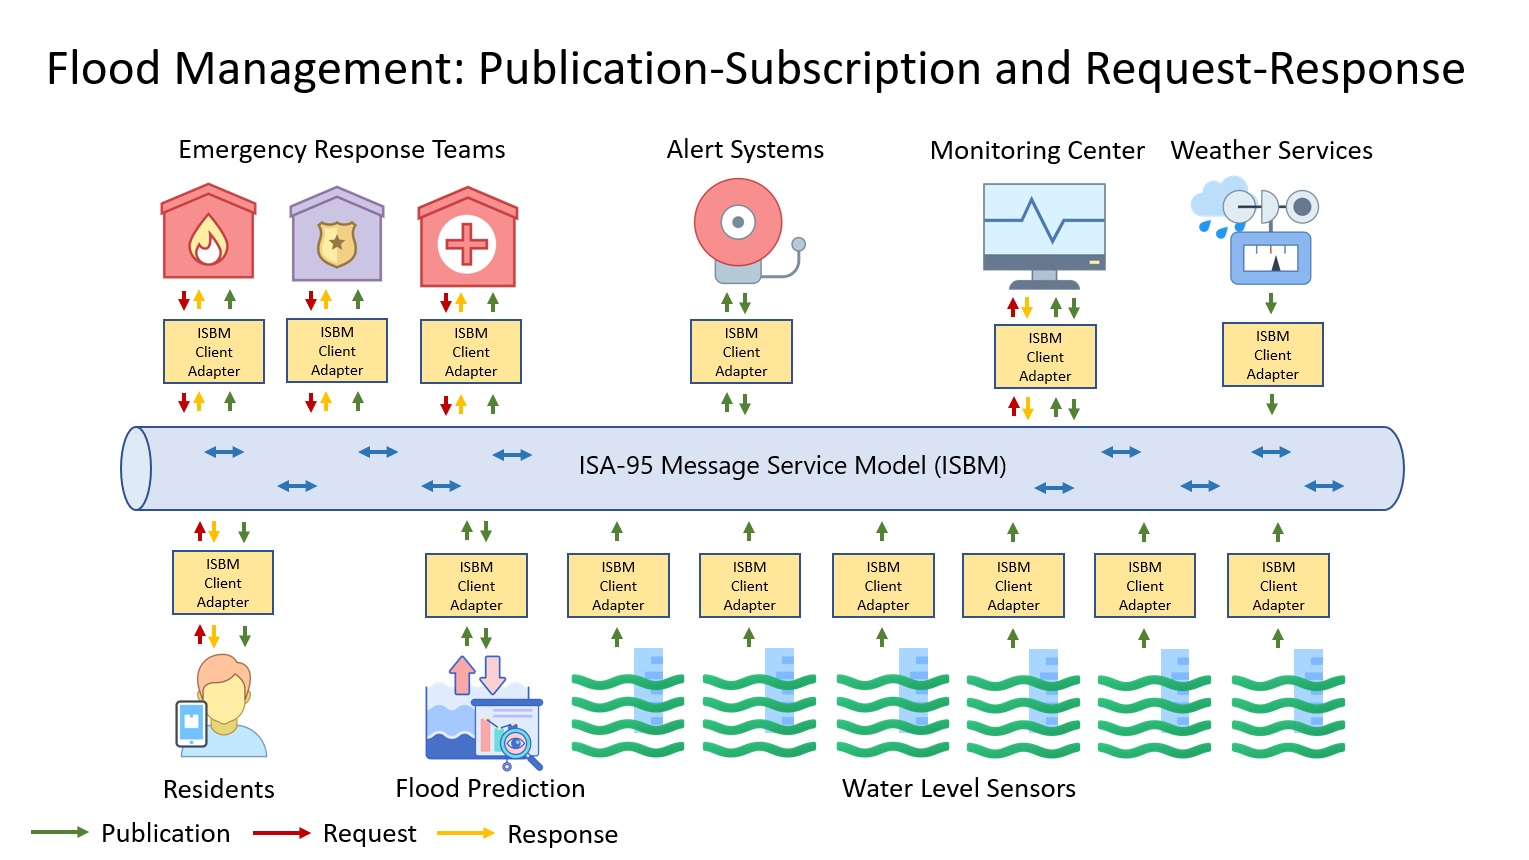 Flood Management: Publication-Subscription and Request-Response
Emergency Response Teams
Alert Systems
Monitoring Center
Weather Services
ISBM
Client
Adapter
ISBM
Client
Adapter
ISBM
Client
Adapter
ISBM
Client
Adapter
ISBM
Client
Adapter
ISBM
Client
Adapter
ISA-95 Message Service Model (ISBM)
ISBM
Client
Adapter
ISBM
Client
Adapter
ISBM
Client
Adapter
ISBM
Client
Adapter
ISBM
Client
Adapter
ISBM
Client
Adapter
ISBM
Client
Adapter
ISBM
Client
Adapter
Residents
Flood Prediction
Water Level Sensors
Publication
Request
Response